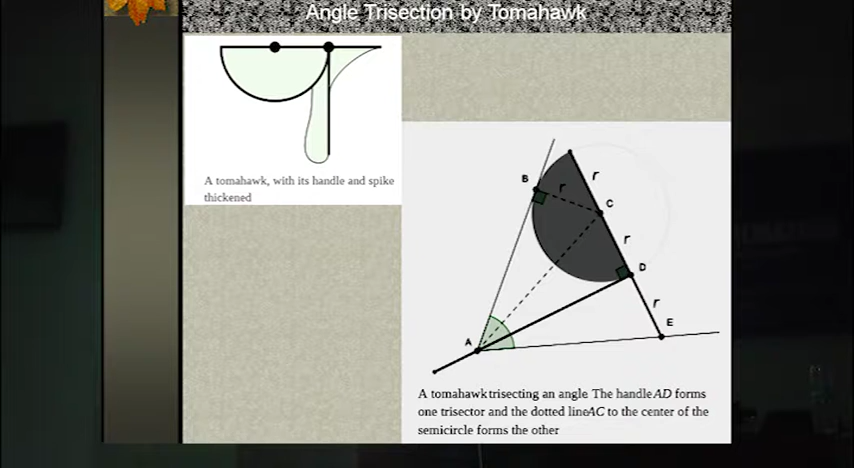 Angle Trisection by Tomahawk
A tomahawk, with its handle and spike
thickened
B
r
r
C
r
D
r
E
A
A tomahawk trisecting an angle. The handle AD forms
one trisector and the dotted line AC to the center of the
semicircle forms the other